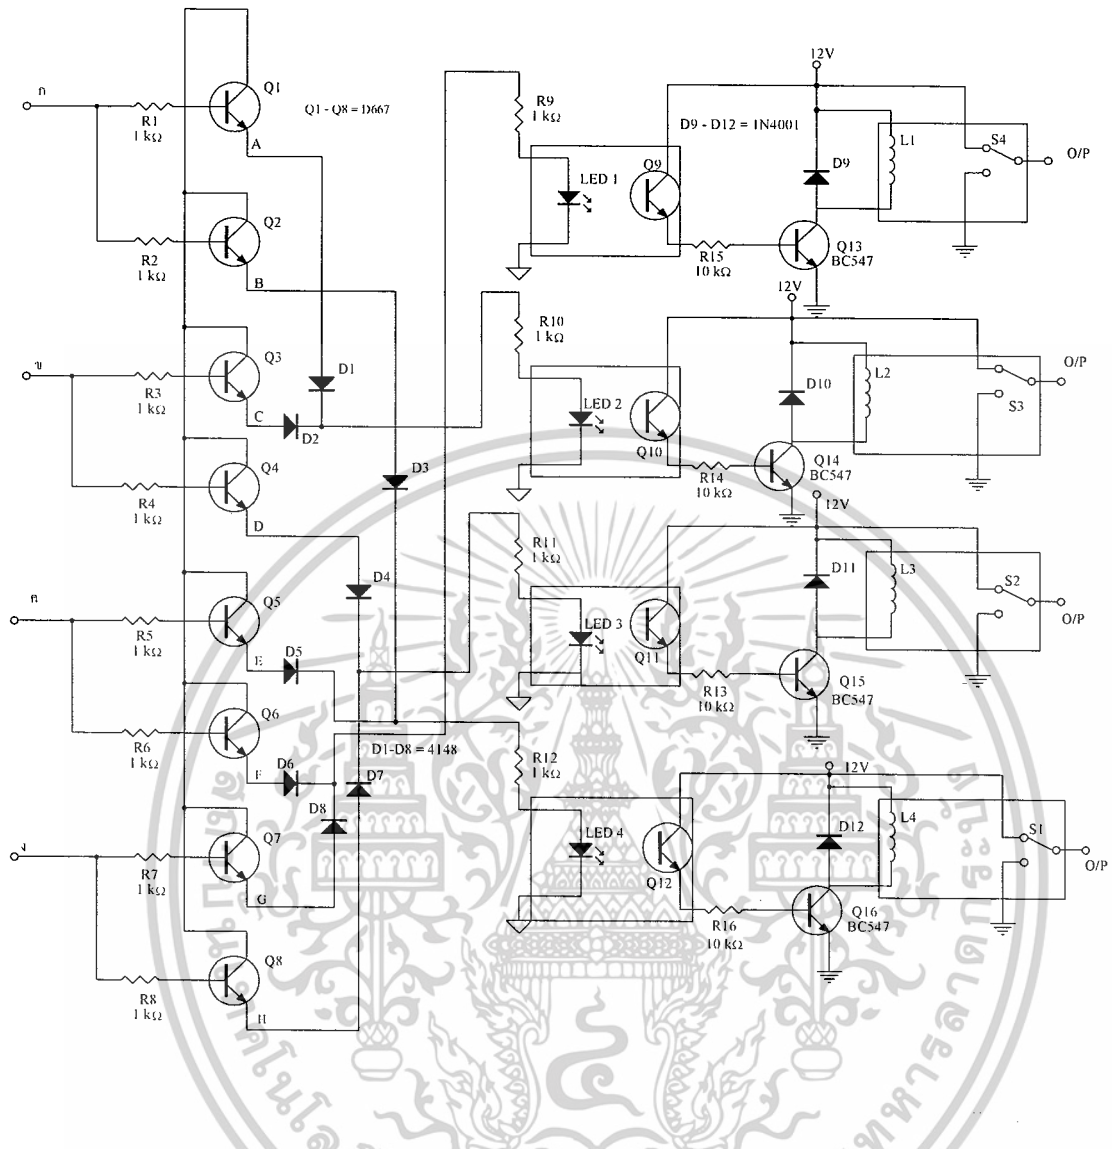 ก
R1
1 kΩ
Q1
A
Q1 - Q8 = D667
R2
1 kΩ
Q2
B
ข
R3
1 kΩ
Q3
C
D1
D2
R4
1 kΩ
Q4
D
D3
D4
ค
R5
1 kΩ
Q5
E
D5
R6
1 kΩ
Q6
F
D6
D1-D8 = 4148
D7
D8
ง
R7
1 kΩ
Q7
G
R8
1 kΩ
Q8
H
R9
1 kΩ
LED 1
Q9
D9 - D12 = 1N4001
12V
D9
L1
S4
O/P
R15
10 kΩ
Q13
BC547
R10
1 kΩ
LED 2
Q10
12V
D10
L2
S3
O/P
R14
10 kΩ
Q14
BC547
R11
1 kΩ
LED 3
Q11
12V
D11
L3
S2
O/P
R13
10 kΩ
Q15
BC547
R12
1 kΩ
LED 4
Q12
12V
D12
L4
S1
O/P
R16
10 kΩ
Q16
BC547